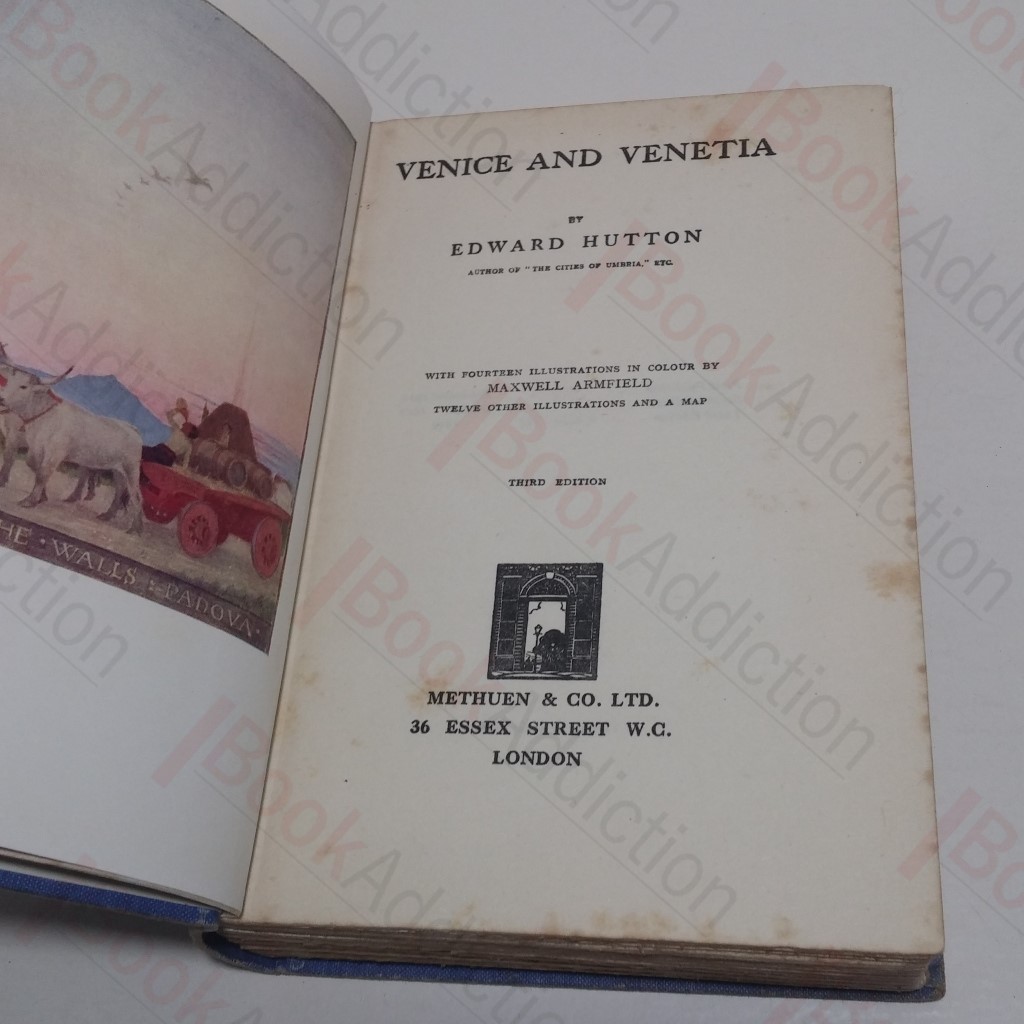 HE · WALLS : PADOVA ·
VENICE AND VENETIA
BY
EDWARD HUTTON
AUTHOR OF "THE CITIES OF UMBRIA," ETC.
WITH FOURTEEN ILLUSTRATIONS IN COLOUR BY
MAXWELL ARMFIELD
TWELVE OTHER ILLUSTRATIONS AND A MAP
THIRD EDITION
METHUEN & CO. LTD.
36 ESSEX STREET W.C.
LONDON
BookAddiction